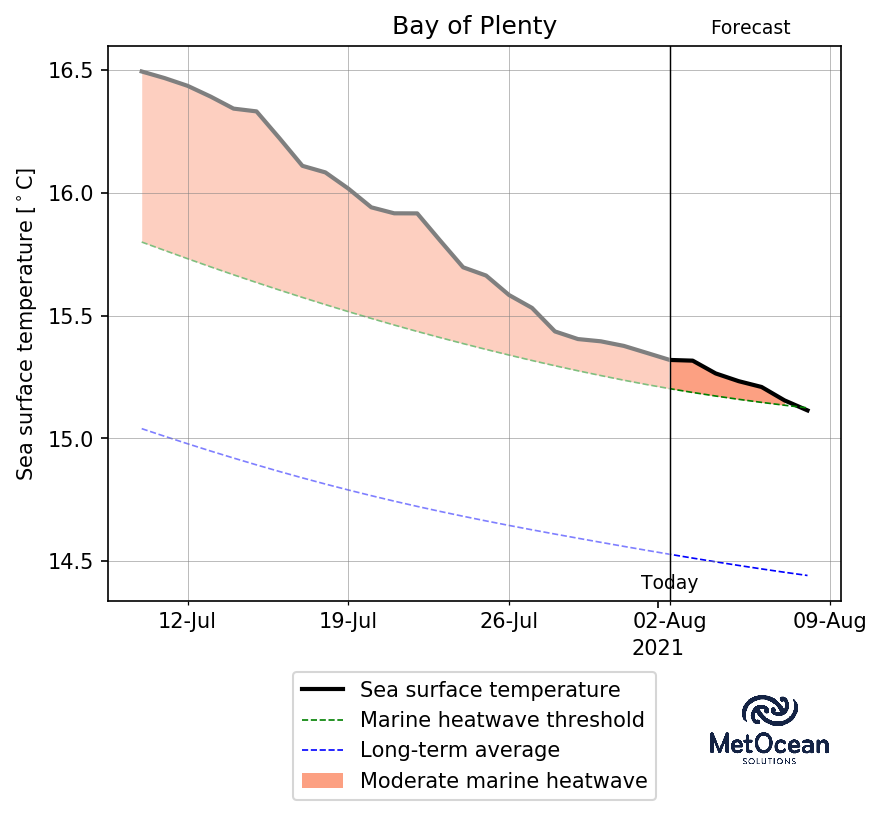 Bay of Plenty
Forecast
Sea surface temperature [°C]
16.5
16.0
15.5
15.0
14.5
Today
12-Jul 19-Jul 26-Jul 02-Aug 09-Aug
2021
Sea surface temperature
Marine heatwave threshold
Long-term average
Moderate marine heatwave
MetOcean
SOLUTIONS